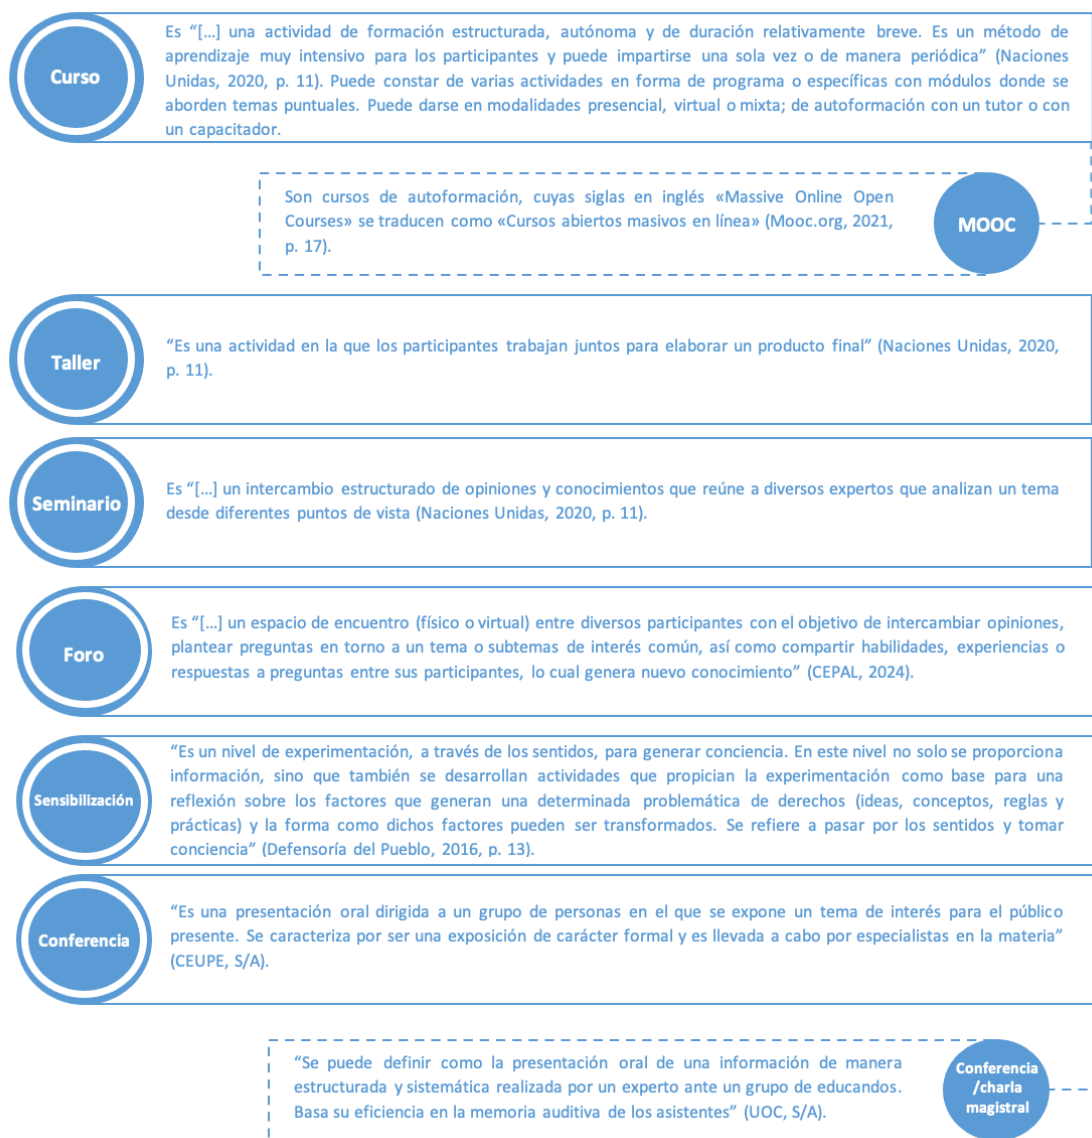 Curso
Es “[…] una actividad de formación estructurada, autónoma y de duración relativamente breve. Es un método de
aprendizaje muy intensivo para los participantes y puede impartirse una sola vez o de manera periódica” (Naciones
Unidas, 2020, p. 11). Puede constar de varias actividades en forma de programa o específicas con módulos donde se
aborden temas puntuales. Puede darse en modalidades presencial, virtual o mixta; de autoformación con un tutor o con
un capacitador.
Son cursos de autoformación, cuyas siglas en inglés «Massive Online Open
Courses» se traducen como «Cursos abiertos masivos en línea» (Mooc.org, 2021,
p. 17).
MOOC
Taller
“Es una actividad en la que los participantes trabajan juntos para elaborar un producto final” (Naciones Unidas, 2020,
p. 11).
Seminario
Es “[…] un intercambio estructurado de opiniones y conocimientos que reúne a diversos expertos que analizan un tema
desde diferentes puntos de vista (Naciones Unidas, 2020, p. 11).
Foro
Es “[…] un espacio de encuentro (físico o virtual) entre diversos participantes con el objetivo de intercambiar opiniones,
plantear preguntas en torno a un tema o subtemas de interés común, así como compartir habilidades, experiencias o
respuestas a preguntas entre sus participantes, lo cual genera nuevo conocimiento” (CEPAL, 2024).
Sensibilización
“Es un nivel de experimentación, a través de los sentidos, para generar conciencia. En este nivel no solo se proporciona
información, sino que también se desarrollan actividades que propician la experimentación como base para una
reflexión sobre los factores que generan una determinada problemática de derechos (ideas, conceptos, reglas y
prácticas) y la forma como dichos factores pueden ser transformados. Se refiere a pasar por los sentidos y tomar
conciencia” (Defensoría del Pueblo, 2016, p. 13).
Conferencia
“Es una presentación oral dirigida a un grupo de personas en el que se expone un tema de interés para el público
presente. Se caracteriza por ser una exposición de carácter formal y es llevada a cabo por especialistas en la materia”
(CEUPE, S/A).
“Se puede definir como la presentación oral de una información de manera
estructurada y sistemática realizada por un experto ante un grupo de educandos.
Basa su eficiencia en la memoria auditiva de los asistentes” (UOC, S/A).
Conferencia
/charla
magistral